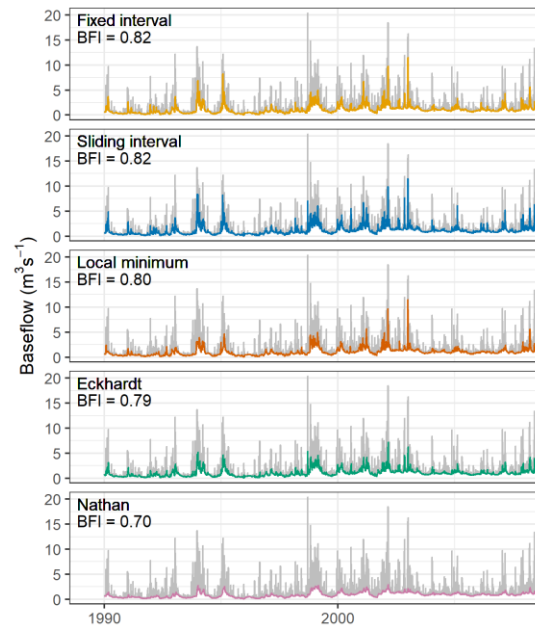 Baseflow (m³s⁻¹)
Fixed interval
BFI = 0.82
20
15
10
5
0
Sliding interval
BFI = 0.82
20
15
10
5
0
Local minimum
BFI = 0.80
20
15
10
5
0
Eckhardt
BFI = 0.79
20
15
10
5
0
Nathan
BFI = 0.70
20
15
10
5
0
1990
2000